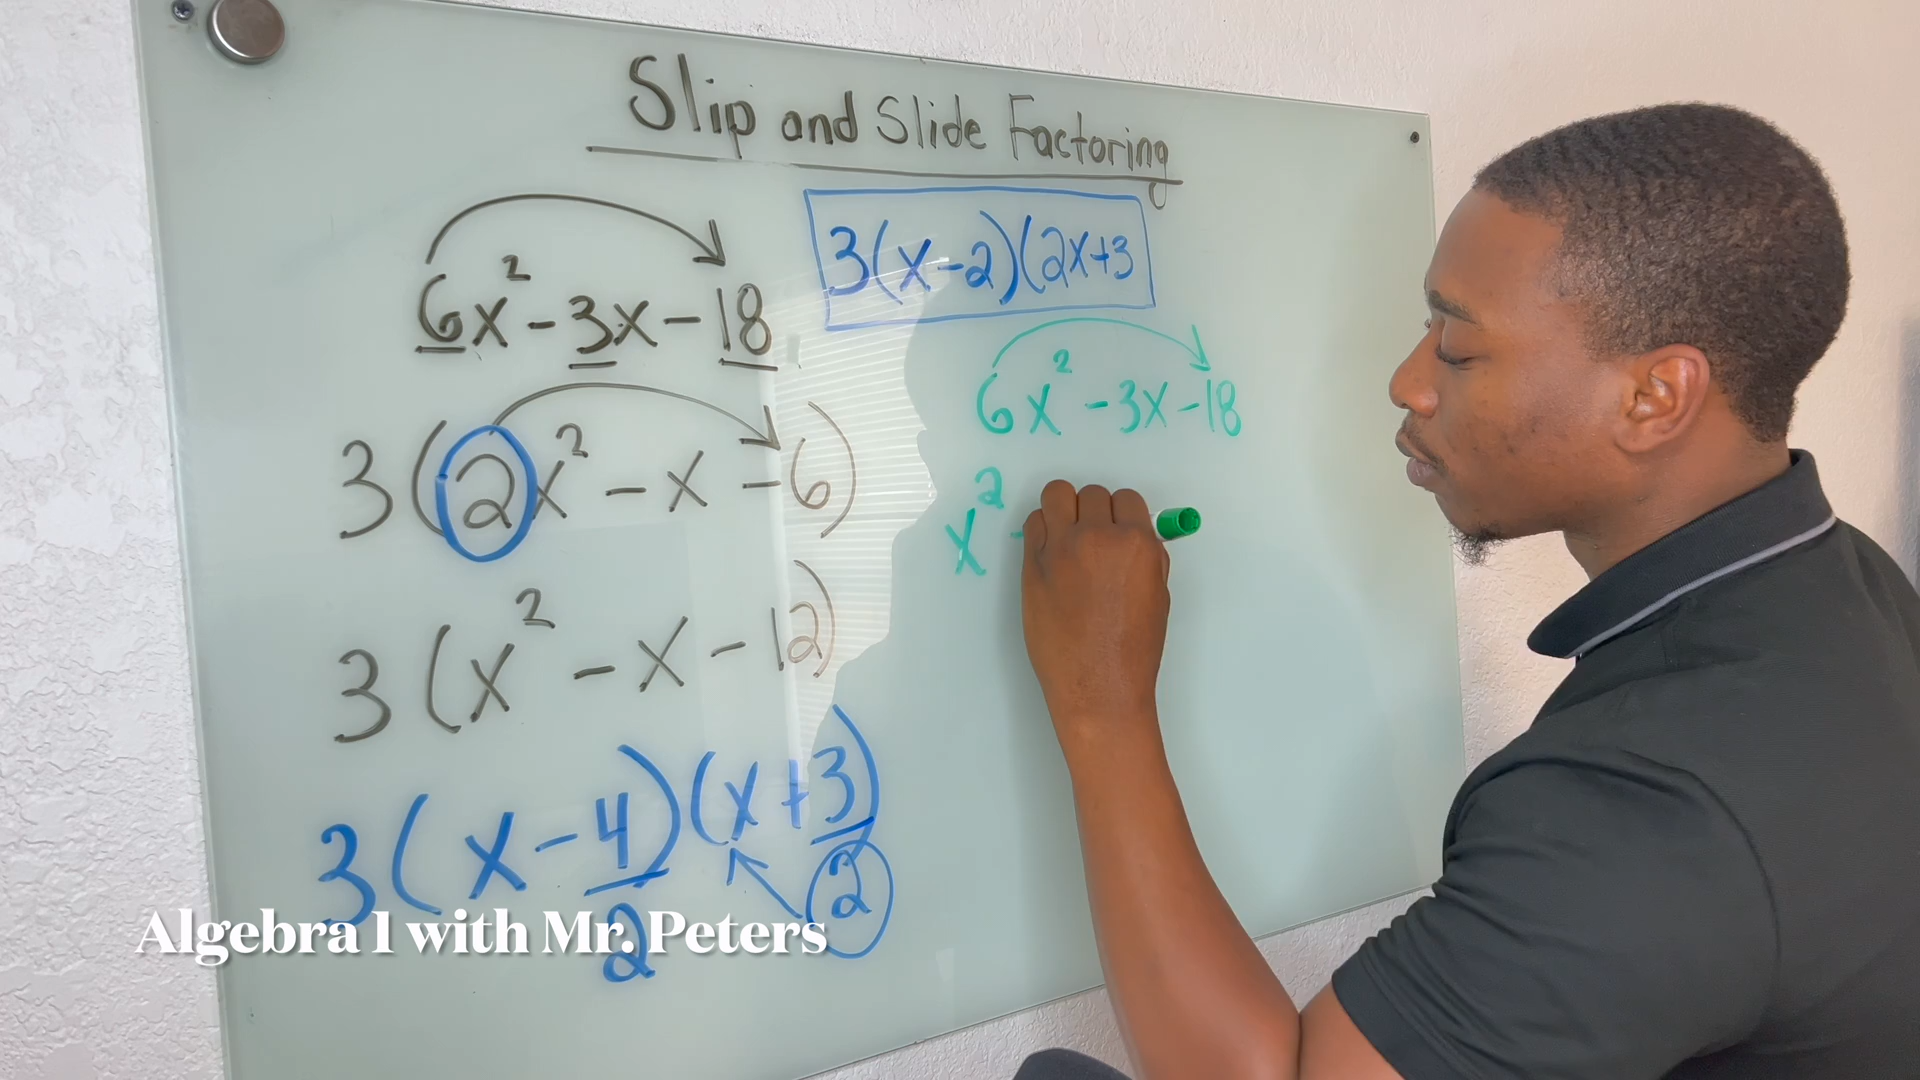 Slip and Slide Factoring
6x² - 3x - 18
3(2x² - x - 6)
3(x² - x - 12)
3(x - 4/2)(x + 3/2)
3(x-2)(2x+3
6x² - 3x - 18
x² -
Algebra 1 with Mr. Peters